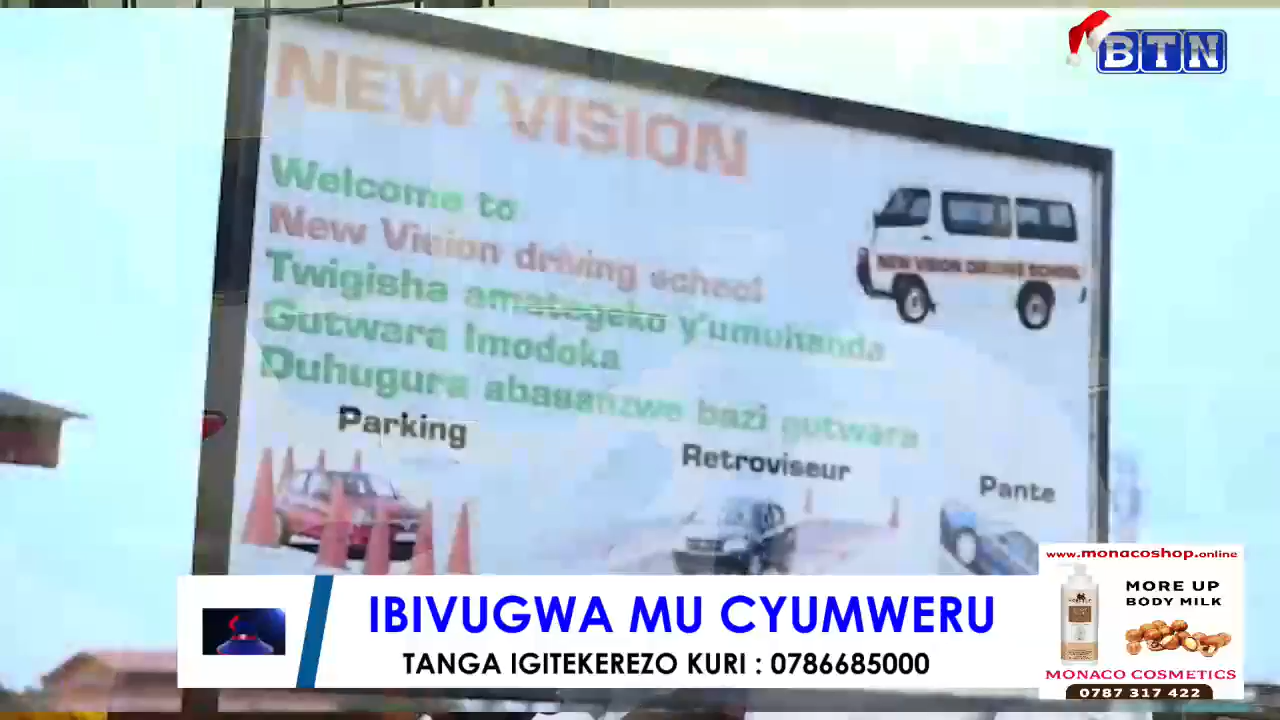 BTN
NEW VISION
Welcome to
New Vision driving school
Twigisha amategeko y'umuhanda
Gutwara Imodoka
Duhugura abasanzwe bazi gutwara
NEW VISION DRIVING SCHOOL
Parking
Retroviseur
Pante
www.monacoshop.online
MORE UP
BODY MILK
MONACO COSMETICS
0787 317 422
IBIVUGWA MU CYUMWERU
TANGA IGITEKEREZO KURI : 0786685000